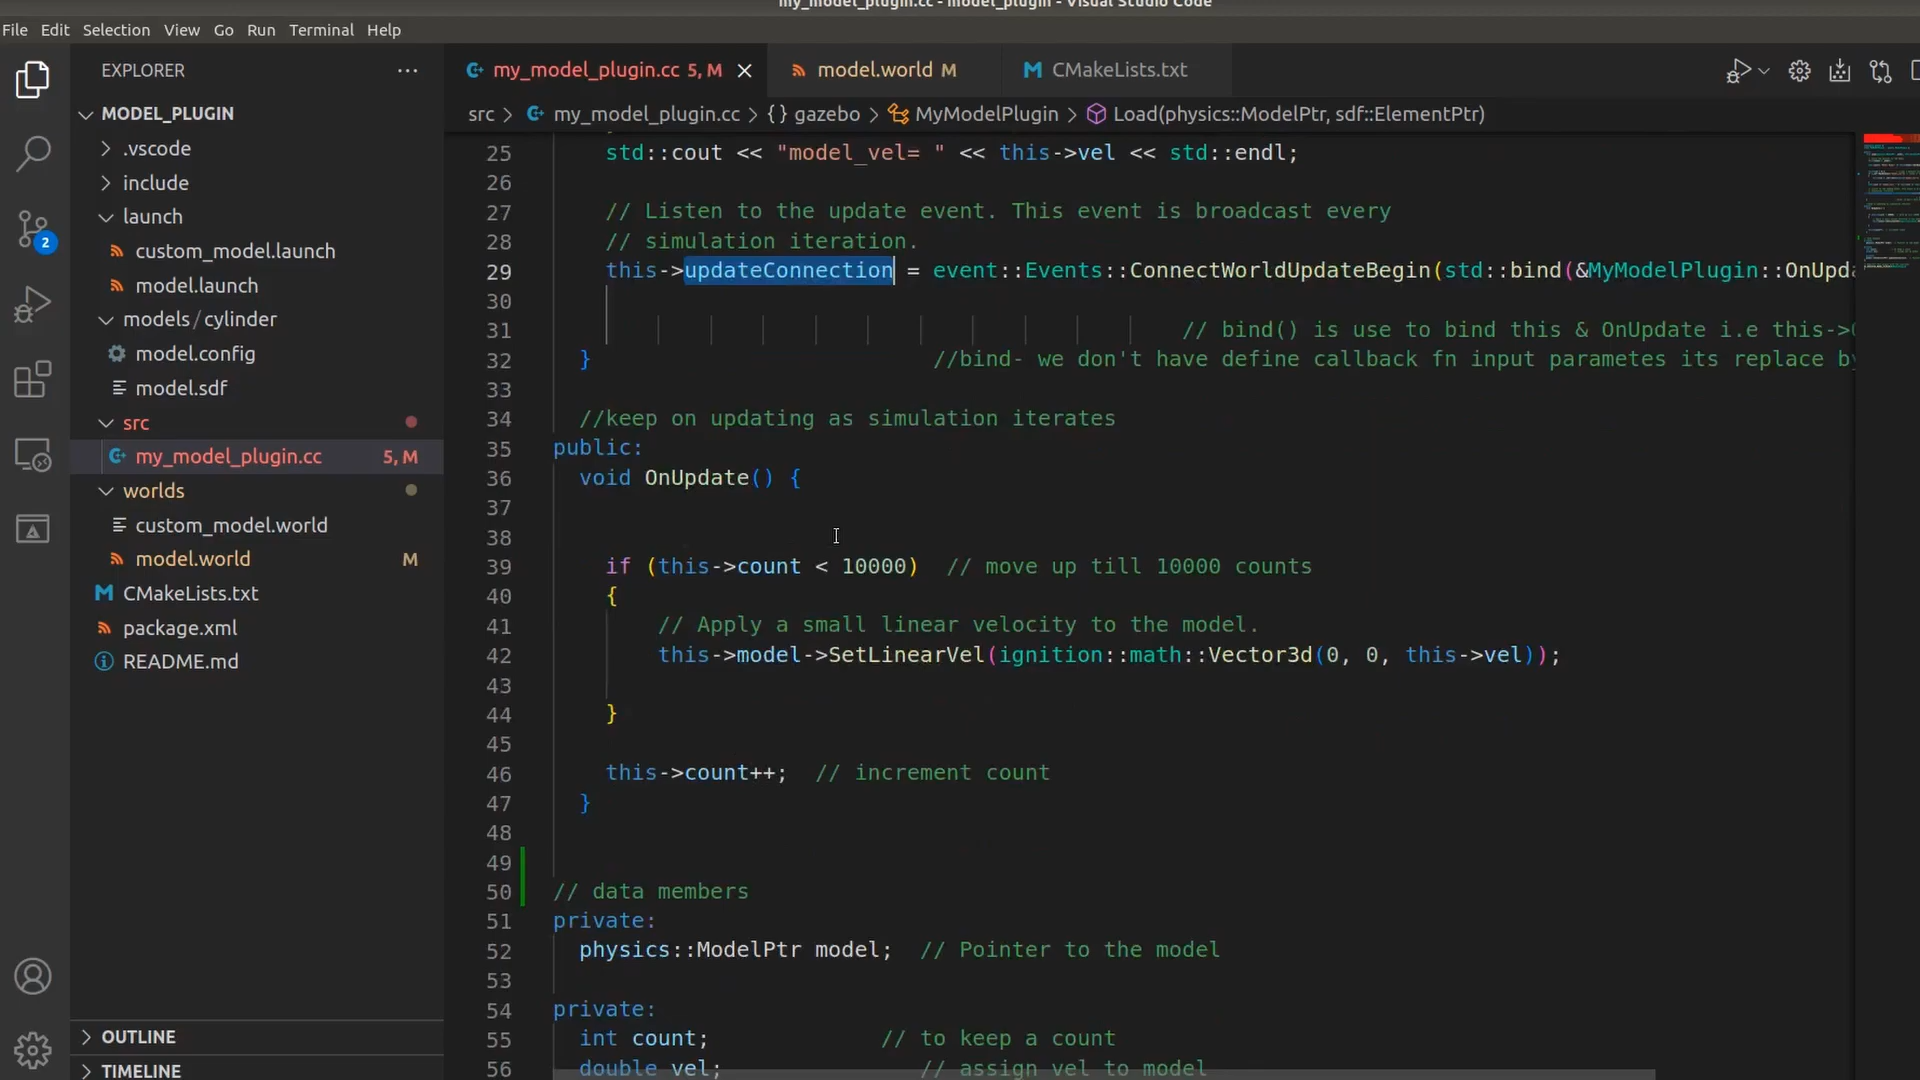 my_model_plugin.cc - model_plugin - Visual Studio Code
File Edit Selection View Go Run Terminal Help
EXPLORER ···
MODEL_PLUGIN
.vscode
include
launch
custom_model.launch
model.launch
models/cylinder
model.config
model.sdf
src
my_model_plugin.cc 5, M
worlds
custom_model.world
model.world M
CMakeLists.txt
package.xml
README.md
OUTLINE
TIMELINE
2
my_model_plugin.cc 5, M
model.world M
CMakeLists.txt
src > my_model_plugin.cc > {} gazebo > MyModelPlugin > Load(physics::ModelPtr, sdf::ElementPtr)
25 std::cout << "model_vel= " << this->vel << std::endl;
26
27 // Listen to the update event. This event is broadcast every
28 // simulation iteration.
29 this->updateConnection = event::Events::ConnectWorldUpdateBegin(std::bind(&MyModelPlugin::OnUpda
30
31 // bind() is use to bind this & OnUpdate i.e this->
32 } //bind- we don't have define callback fn input parametes its replace by
33
34 //keep on updating as simulation iterates
35 public:
36 void OnUpdate() {
37
38
39 if (this->count < 10000) // move up till 10000 counts
40 {
41 // Apply a small linear velocity to the model.
42 this->model->SetLinearVel(ignition::math::Vector3d(0, 0, this->vel));
43
44 }
45
46 this->count++; // increment count
47 }
48
49
50 // data members
51 private:
52 physics::ModelPtr model; // Pointer to the model
53
54 private:
55 int count; // to keep a count
56 double vel; // assign vel to model